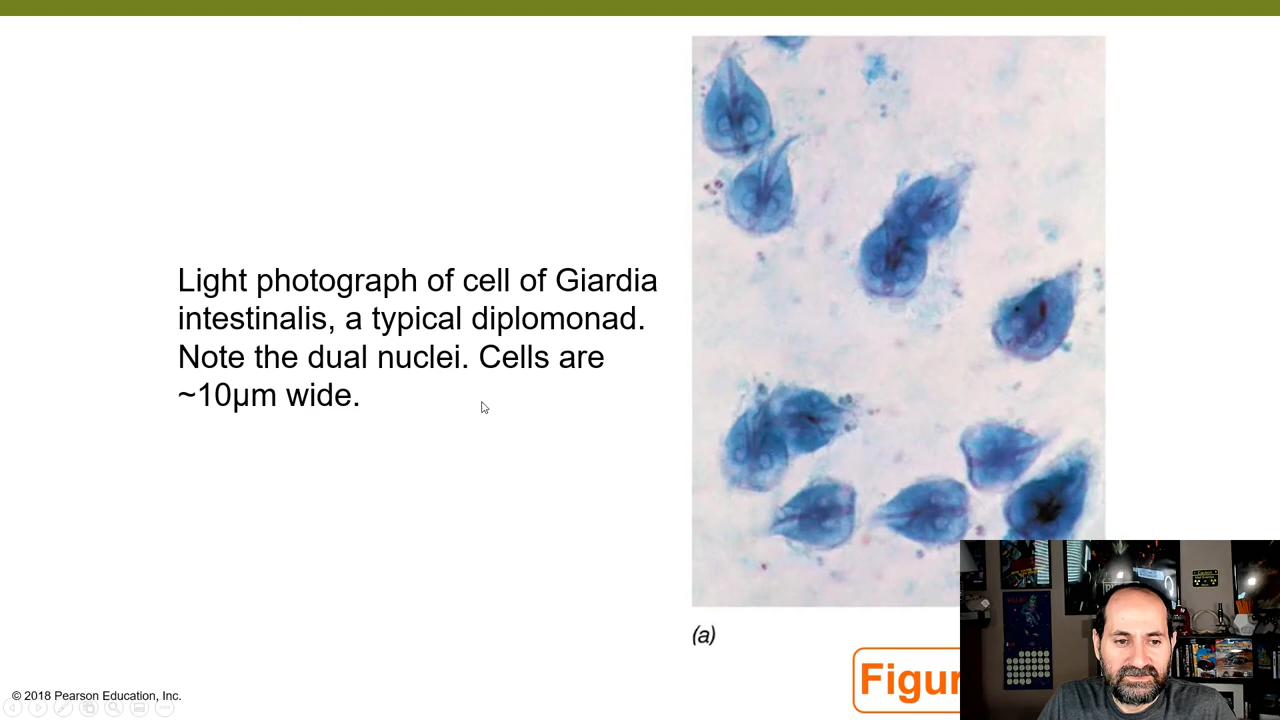 Light photograph of cell of Giardia
intestinalis, a typical diplomonad.
Note the dual nuclei. Cells are
~10µm wide.
(a)
Figur
© 2018 Pearson Education, Inc.